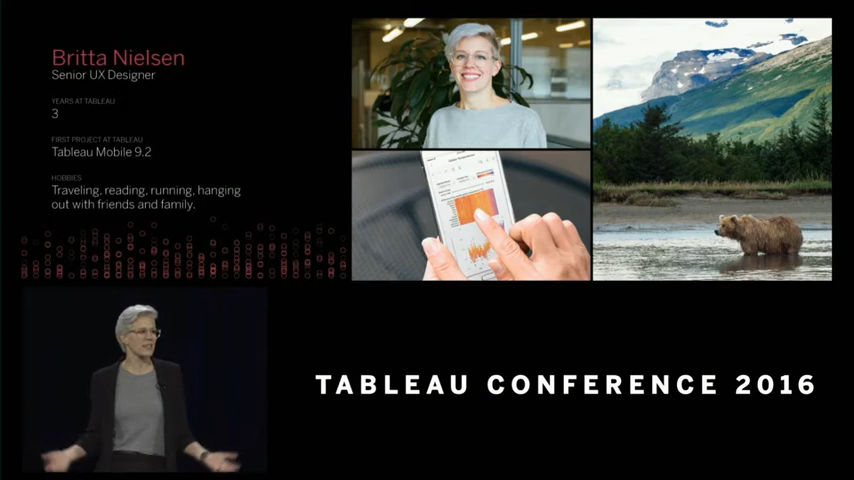 Britta Nielsen
Senior UX Designer
YEARS AT TABLEAU
3
FIRST PROJECT AT TABLEAU
Tableau Mobile 9.2
HOBBIES
Traveling, reading, running, hanging
out with friends and family.
TABLEAU CONFERENCE 2016